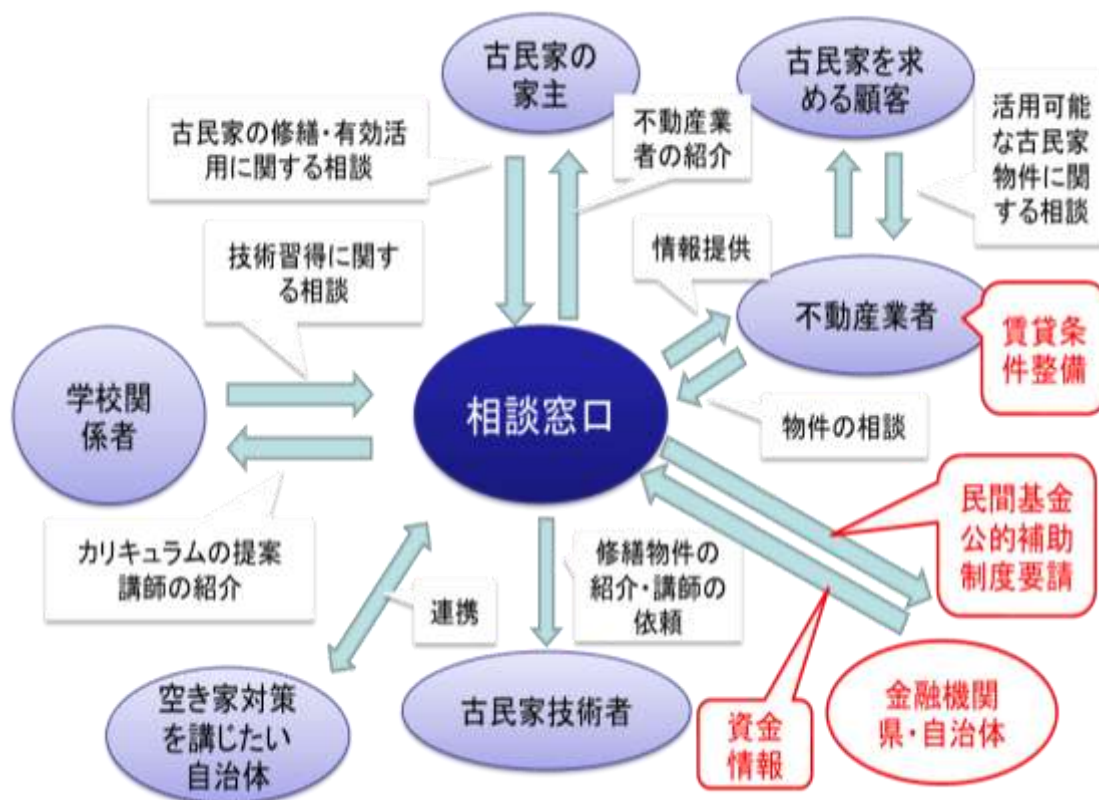 古民家の
家主
古民家を求
める顧客
古民家の修繕・有効活
用に関する相談
不動産業
者の紹介
活用可能
な古民家
物件に関
する相談
技術習得に関す
る相談
情報提供
不動産業者
賃貸条
件整備
学校関
係者
相談窓口
物件の相談
カリキュラムの提案
講師の紹介
連携
修繕物件の
紹介・講師の
依頼
民間基金
公的補助
制度要請
空き家対策
を講じたい
自治体
古民家技術者
資金
情報
金融機関
県・自治体